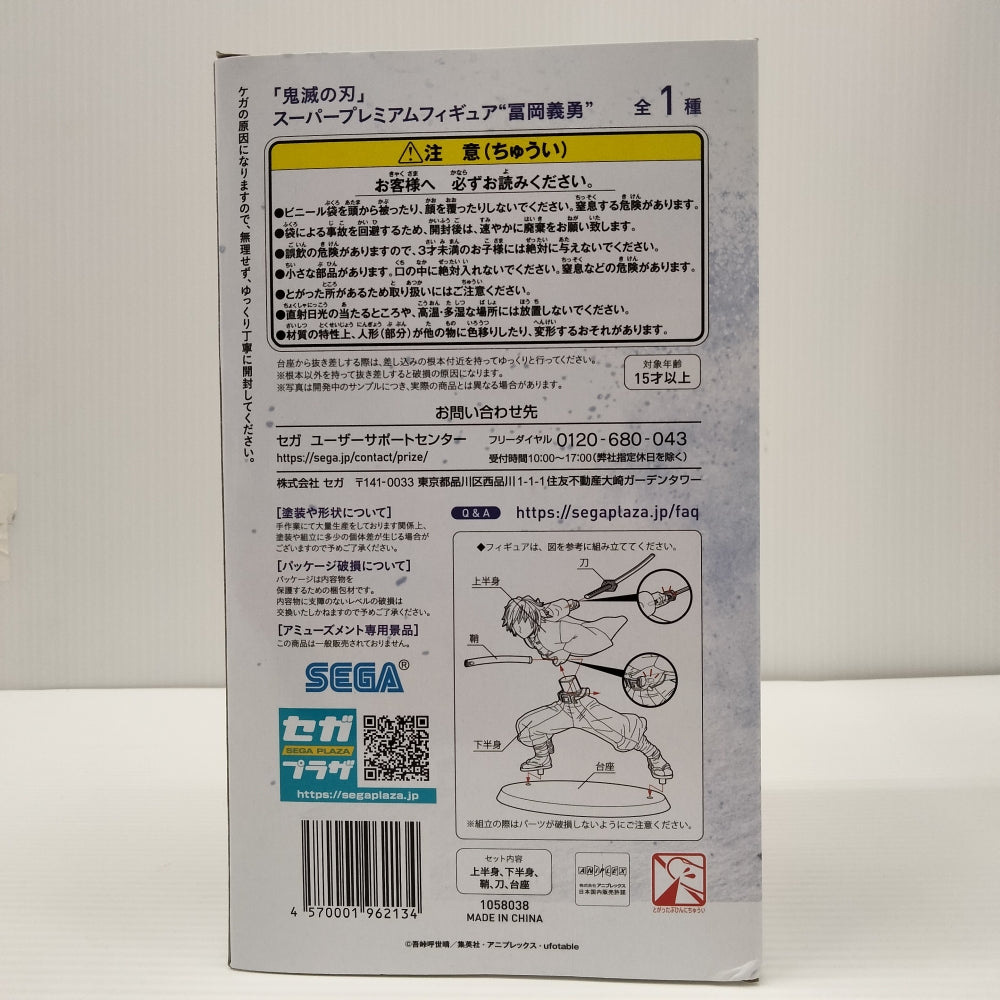 「鬼滅の刃」
スーパープレミアムフィギュア“冨岡義勇” 全1種
ケガの原因になりますので、無理せず、ゆっくり丁寧に開封してください。
⚠注 意(ちゅうい)
お客様へ 必ずお読みください。
●ビニール袋を頭から被ったり、顔を覆ったりしないでください。窒息する危険があります。
●袋による事故を回避するため、開封後は、速やかに廃棄をお願い致します。
●誤飲の危険がありますので、3才未満のお子様には絶対に与えないでください。
●小さな部品があります。口の中に絶対入れないでください。窒息などの危険があります。
●とがった所があるため取り扱いにはご注意ください。
●直射日光の当たるところや、高温・多湿な場所には放置しないでください。
●材質の特性上、人形(部分)が他の物に色移りしたり、変形するおそれがあります。
台座から抜き差しする際は、差し込みの根本付近を持ってゆっくりと行ってください。
※根本以外を持って抜き差しすると破損の原因になります。
※写真は開発中のサンプルにつき、実際の商品とは異なる場合があります。
対象年齢
15才以上
お問い合わせ先
セガ ユーザーサポートセンター フリーダイヤル 0120-680-043
https://sega.jp/contact/prize/ 受付時間10:00〜17:00(弊社指定休日を除く)
株式会社 セガ 〒141-0033 東京都品川区西品川1-1-1住友不動産大崎ガーデンタワー
[塗装や形状について]
手作業にて大量生産をしております関係上、
塗装や組立に多少の個体差が生じる場合が
ございますので予めご了承ください。
[パッケージ破損について]
パッケージは内容物を
保護するための梱包材です。
内容物に支障のないレベルの破損は
交換いたしかねますので予めご了承ください。
[アミューズメント専用景品]
この商品は一般販売されておりません。
SEGA®
セガ
SEGA PLAZA
プラザ
https://segaplaza.jp
4 570001 962134
Q&A https://segaplaza.jp/faq
◆フィギュアは、図を参考に組み立ててください。
刀
上半身
鞘
下半身
台座
※組立の際はパーツが破損しないようにご注意ください。
セット内容
上半身、下半身、
鞘、刀、台座
1058038
MADE IN CHINA
ANIPLEX
株式会社アニプレックス
日本国内販売許諾
とがったぶひんにちゅうい
©吾峠呼世晴／集英社・アニプレックス・ufotable